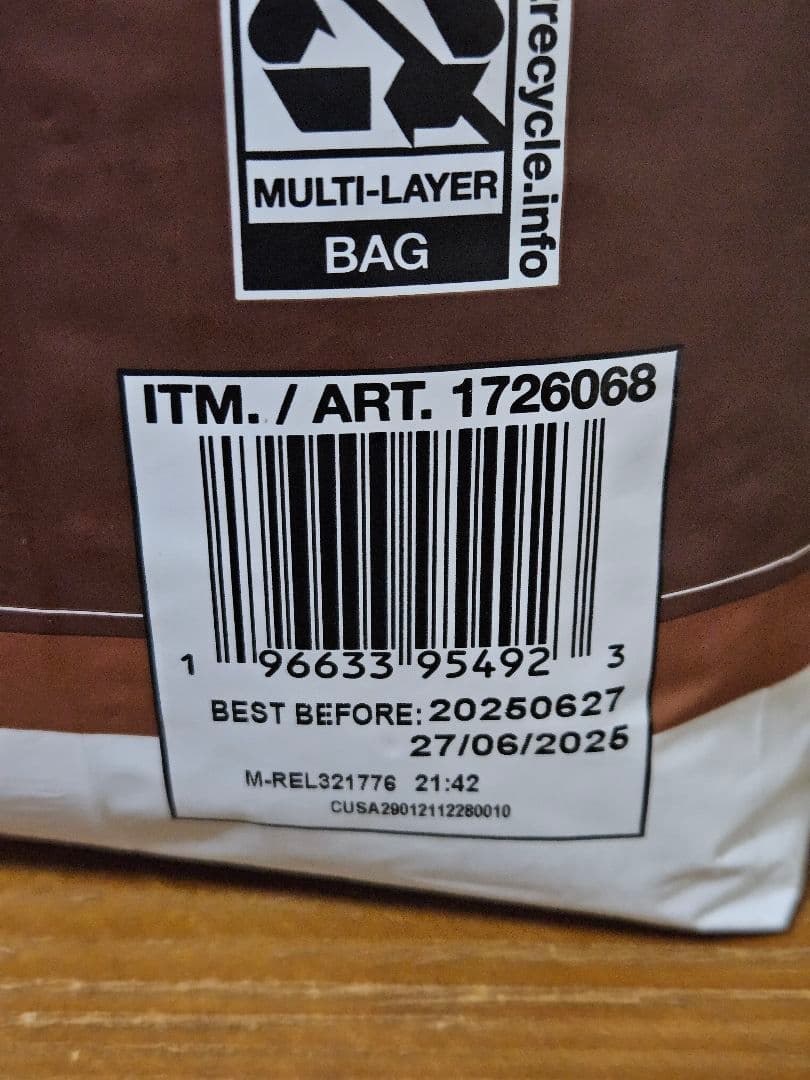 recycle.info
MULTI-LAYER
BAG
ITM. / ART. 1726068
1 96633 95492 3
BEST BEFORE: 20250627
27/06/2025
M-REL321776 21:42
CUSA29012112280010